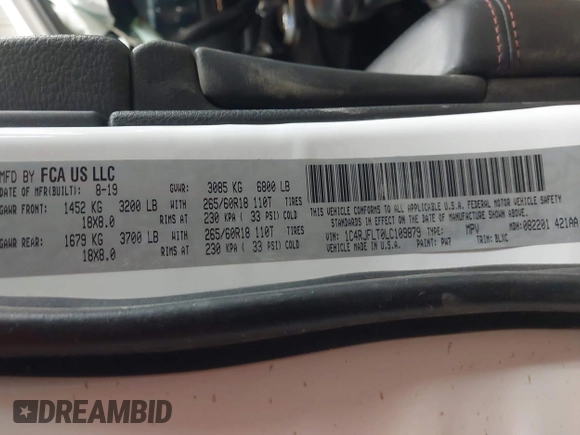 MFD BY FCA US LLC
DATE OF MFR(BUILT): 8-19 GVWR: 3085 KG 6800 LB
GAWR FRONT: 1452 KG 3200 LB 265/60R18 110T TIRES
18X8.0 RIMS AT 230 KPA ( 33 PSI/COLD)
GAWR REAR: 1679 KG 3700 LB 265/60R18 110T TIRES
18X8.0 RIMS AT 230 KPA ( 33 PSI/COLD)
THIS VEHICLE CONFORMS TO ALL APPLICABLE U.S.A. FEDERAL MOTOR VEHICLE SAFETY
STANDARDS IN EFFECT ON THE DATE OF MANUFACTURE SHOWN ABOVE.
VIN: 1C4RJFLT0LC109879 TYPE: MPV MDH: 082201 421AA
VEHICLE MADE IN U.S.A. PAINT: PW7 TRIM: BLVC
DREAMBID